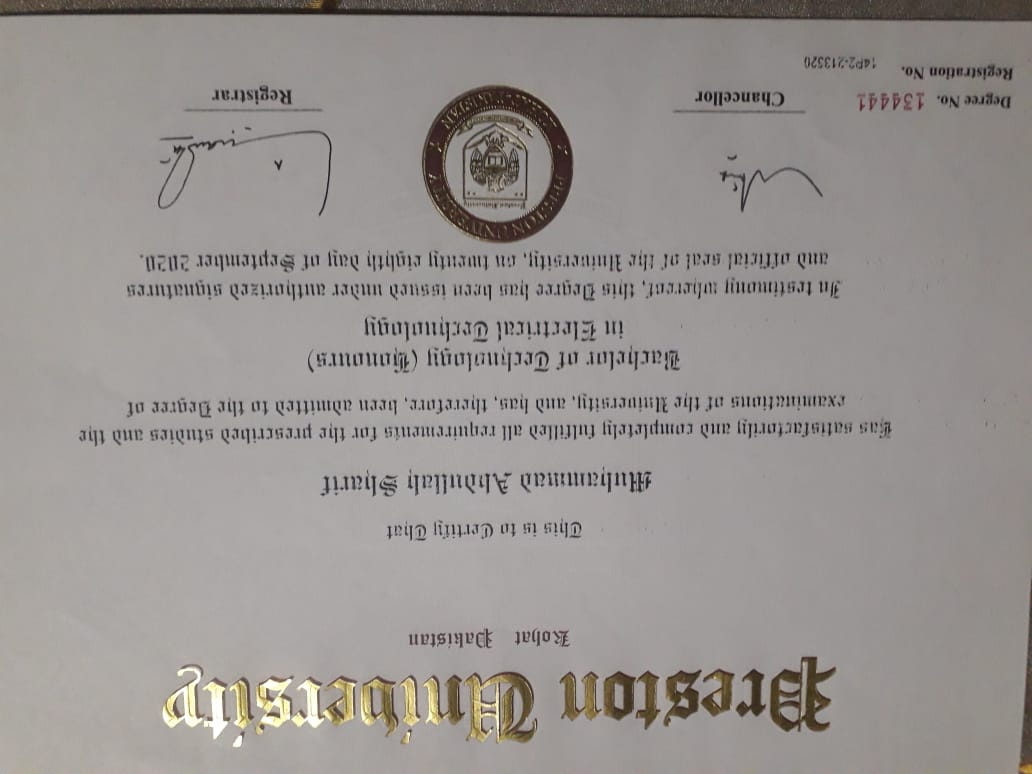 Preston University
Kohat Pakistan
This is to Certify That
Muhammad Abdullah Sharif
Has satisfactorily and completely fulfilled all requirements for the prescribed studies and the
examinations of the University, and has, therefore, been admitted to the Degree of
Bachelor of Technology (Honours)
in Electrical Technology
In testimony whereof, this Degree has been issued under authorized signatures
and official seal of the University, on twenty eighth day of September 2020.
PRESTON UNIVERSITY
Preston University
KOHAT-PAKISTAN
Chancellor
Registrar
Degree No. 134441
Registration No. 14P2-213320